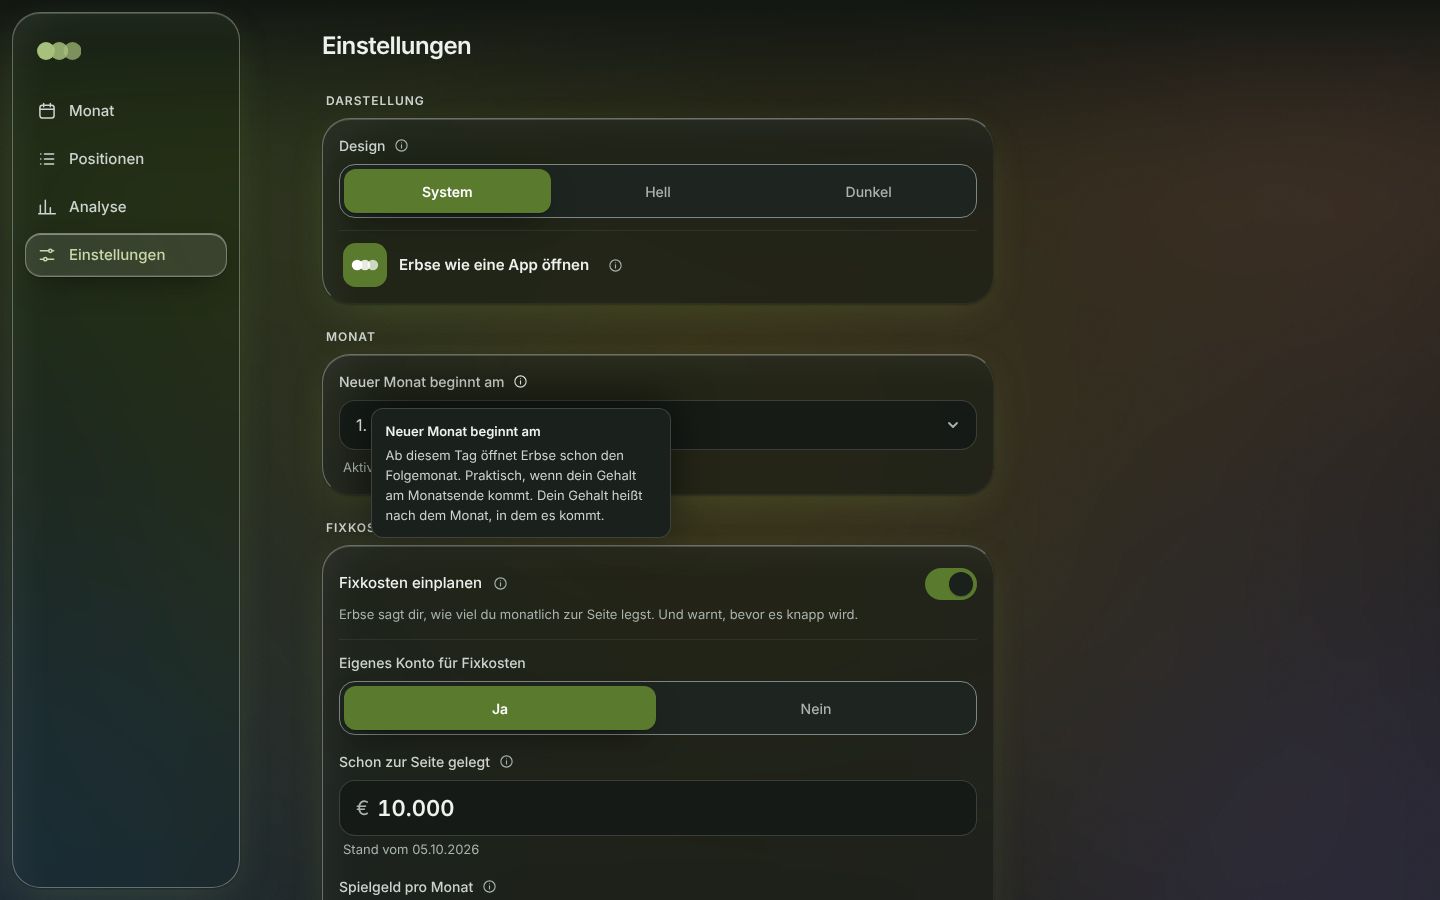 Einstellungen
Monat
Positionen
Analyse
Einstellungen
DARSTELLUNG
Design
System
Hell
Dunkel
Erbse wie eine App öffnen
MONAT
Neuer Monat beginnt am
1.
Neuer Monat beginnt am
Ab diesem Tag öffnet Erbse schon den
Folgemonat. Praktisch, wenn dein Gehalt
am Monatsende kommt. Dein Gehalt heißt
nach dem Monat, in dem es kommt.
Fixkosten einplanen
Erbse sagt dir, wie viel du monatlich zur Seite legst. Und warnt, bevor es knapp wird.
Eigenes Konto für Fixkosten
Ja
Nein
Schon zur Seite gelegt
€ 10.000
Stand vom 05.10.2026
Spielgeld pro Monat